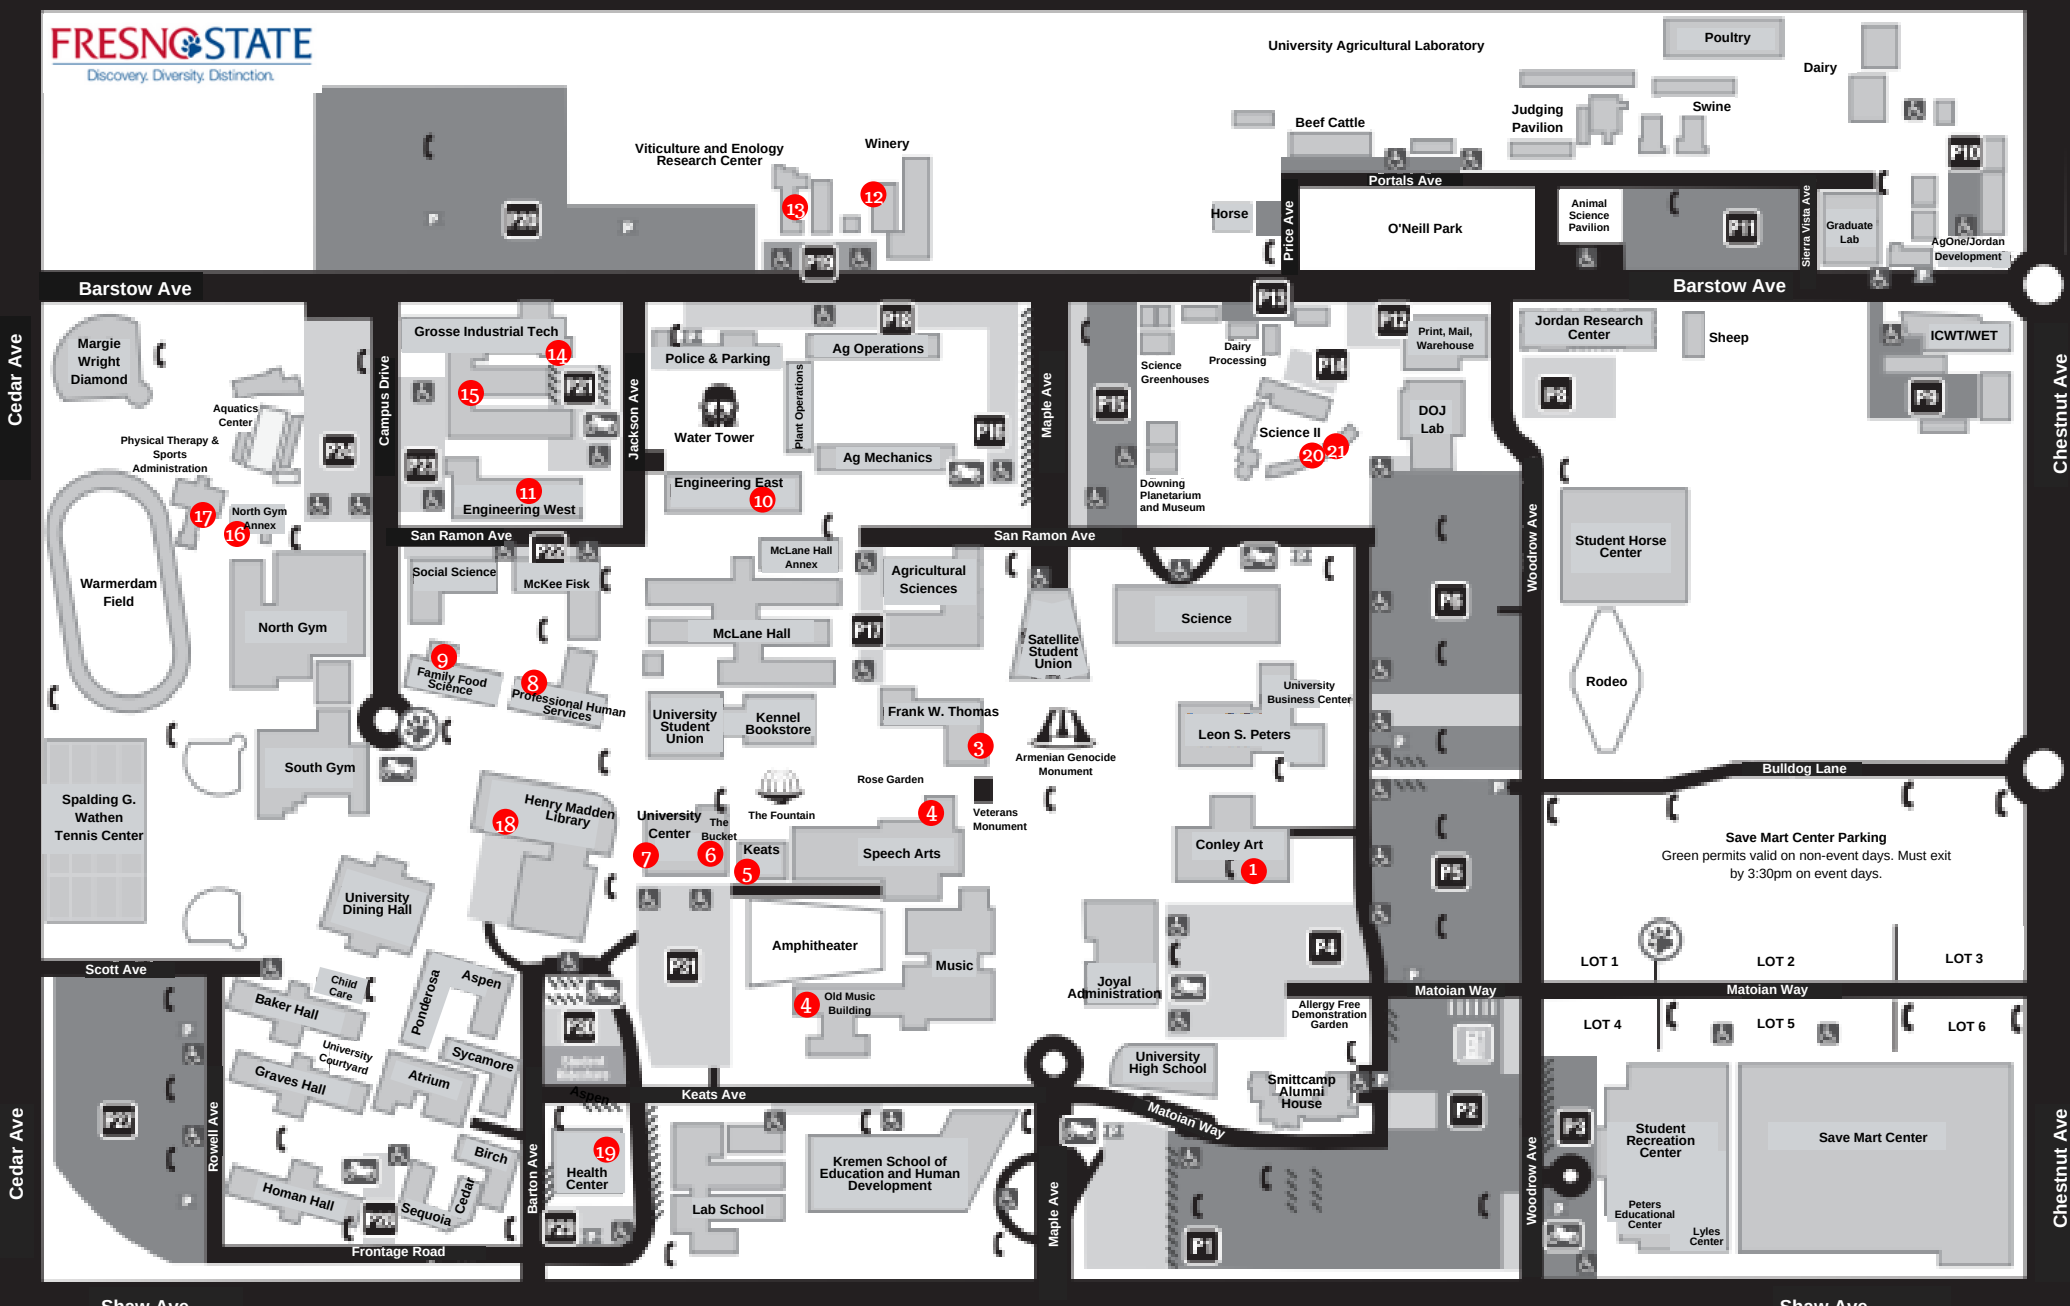 FRESNO STATE
Discovery. Diversity. Distinction.
University Agricultural Laboratory
Poultry
Dairy
Swine
Judging
Pavilion
Beef Cattle
P10
Viticulture and Enology
Research Center
Winery
12
13
P20
P19
Portals Ave
Horse
Price Ave
O'Neill Park
Animal
Science
Pavilion
P11
Sierra Vista Ave
Graduate
Lab
AgOne/Jordan
Development
Barstow Ave
Barstow Ave
P13
Cedar Ave
Chestnut Ave
Margie
Wright
Diamond
Campus Drive
Grosse Industrial Tech
14
15
P21
Jackson Ave
Police & Parking
P18
Ag Operations
Plant Operations
Water Tower
P16
Ag Mechanics
Maple Ave
P15
Science
Greenhouses
Dairy
Processing
P12
Print, Mail,
Warehouse
P14
Jordan Research
Center
Sheep
ICWT/WET
P8
P9
DOJ
Lab
Science II
20
21
Downing
Planetarium
and Museum
Aquatics
Center
Physical Therapy &
Sports
Administration
P24
P23
17
16
North Gym
Annex
11
Engineering West
Engineering East
10
San Ramon Ave
San Ramon Ave
P22
Warmerdam
Field
North Gym
Social Science
McKee Fisk
McLane Hall
Annex
McLane Hall
Agricultural
Sciences
P17
Satellite
Student
Union
Science
P6
Woodrow Ave
Student Horse
Center
Rodeo
9
Family Food
Science
8
Professional Human
Services
University
Student
Union
Kennel
Bookstore
Frank W. Thomas
3
Armenian Genocide
Monument
University
Business Center
Leon S. Peters
South Gym
Spalding G.
Wathen
Tennis Center
Henry Madden
Library
18
University
Center
The
Bucket
7
6
The Fountain
Keats
5
Rose Garden
4
Speech Arts
Veterans
Monument
Conley Art
1
P5
Bulldog Lane
Save Mart Center Parking
Green permits valid on non-event days. Must exit
by 3:30pm on event days.
University
Dining Hall
P31
Amphitheater
Music
4
Old Music
Building
Joyal
Administration
P4
LOT 1
LOT 2
LOT 3
Scott Ave
Matoian Way
Matoian Way
LOT 4
LOT 5
LOT 6
Child
Care
Baker Hall
Ponderosa
Aspen
University
Courtyard
Sycamore
Graves Hall
Atrium
P30
Aspen
Allergy Free
Demonstration
Garden
University
High School
Smittcamp
Alumni
House
P2
Keats Ave
Matoian Way
P27
Rowell Ave
Cedar Ave
Birch
Homan Hall
Sequoia
Cedar
Barton Ave
19
Health
Center
Lab School
Kremen School of
Education and Human
Development
Maple Ave
P1
Woodrow Ave
P3
Student
Recreation
Center
Peters
Educational
Center
Lyles
Center
Save Mart Center
Chestnut Ave
Frontage Road
Shaw Ave
Shaw Ave